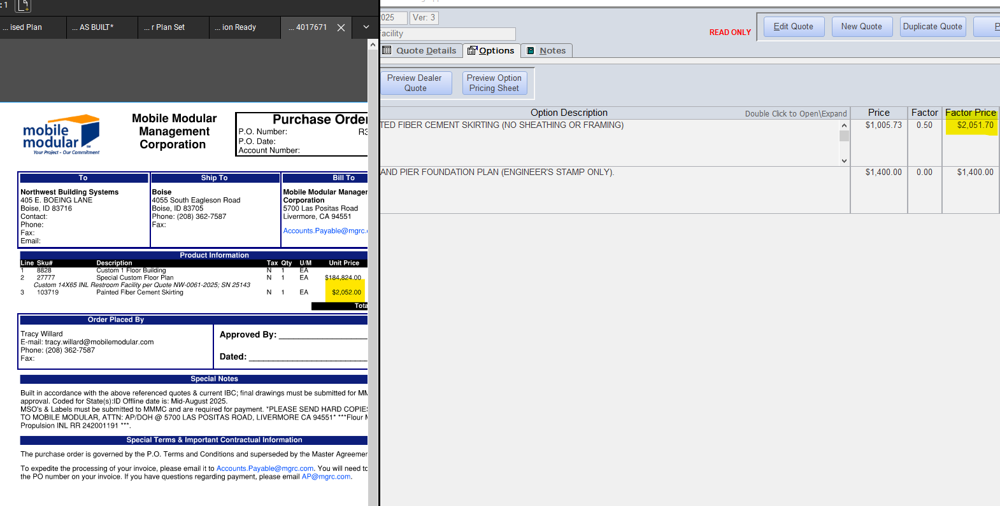 : 1
... ised Plan
... AS BUILT*
... r Plan Set
... ion Ready
... 4017671
mobile
modular
SM
Your Project - Our Commitment
Mobile Modular
Management
Corporation
Purchase Order
P.O. Number: R3
P.O. Date:
Account Number:
To
Ship To
Bill To
Northwest Building Systems
405 E. BOEING LANE
Boise, ID 83716
Contact:
Phone:
Fax:
Email:
Boise
4055 South Eagleson Road
Boise, ID 83705
Phone: (208) 362-7587
Fax:
Mobile Modular Manager
Corporation
5700 Las Positas Road
Livermore, CA 94551
Accounts.Payable@mgrc.
Product Information
Line Sku# Description Tax Qty U/M Unit Price
1 8828 Custom 1 Floor Building N 1 EA
2 27777 Special Custom Floor Plan N 1 EA $184,824.00
Custom 14X65 INL Restroom Facility per Quote NW-0061-2025; SN 25143
3 103719 Painted Fiber Cement Skirting N 1 EA $2,052.00
Tota
Order Placed By
Tracy Willard
E-mail: tracy.willard@mobilemodular.com
Phone: (208) 362-7587
Fax:
Approved By:
Dated:
Special Notes
Built in accordance with the above referenced quotes & current IBC; final drawings must be submitted for MM
approval. Coded for State(s):ID Offline date is: Mid-August 2025.
MSO's & Labels must be submitted to MMMC and are required for payment. *PLEASE SEND HARD COPIES
TO MOBILE MODULAR, ATTN: AP/DOH @ 5700 LAS POSITAS ROAD, LIVERMORE CA 94551* ***Flour M
Propulsion INL RR 242001191 ***.
Special Terms & Important Contractual Information
The purchase order is governed by the P.O. Terms and Conditions and superseded by the Master Agreemer
To expedite the processing of your invoice, please email it to Accounts.Payable@mgrc.com. You will need to
the PO number on your invoice. If you have questions regarding payment, please email AP@mgrc.com.
025
Ver: 3
acility
READ ONLY
Edit Quote
New Quote
Duplicate Quote
P
Quote Details
Options
Notes
Preview Dealer
Quote
Preview Option
Pricing Sheet
Option Description Double Click to Open\Expand Price Factor Factor Price
TED FIBER CEMENT SKIRTING (NO SHEATHING OR FRAMING) $1,005.73 0.50 $2,051.70
AND PIER FOUNDATION PLAN (ENGINEER'S STAMP ONLY). $1,400.00 0.00 $1,400.00